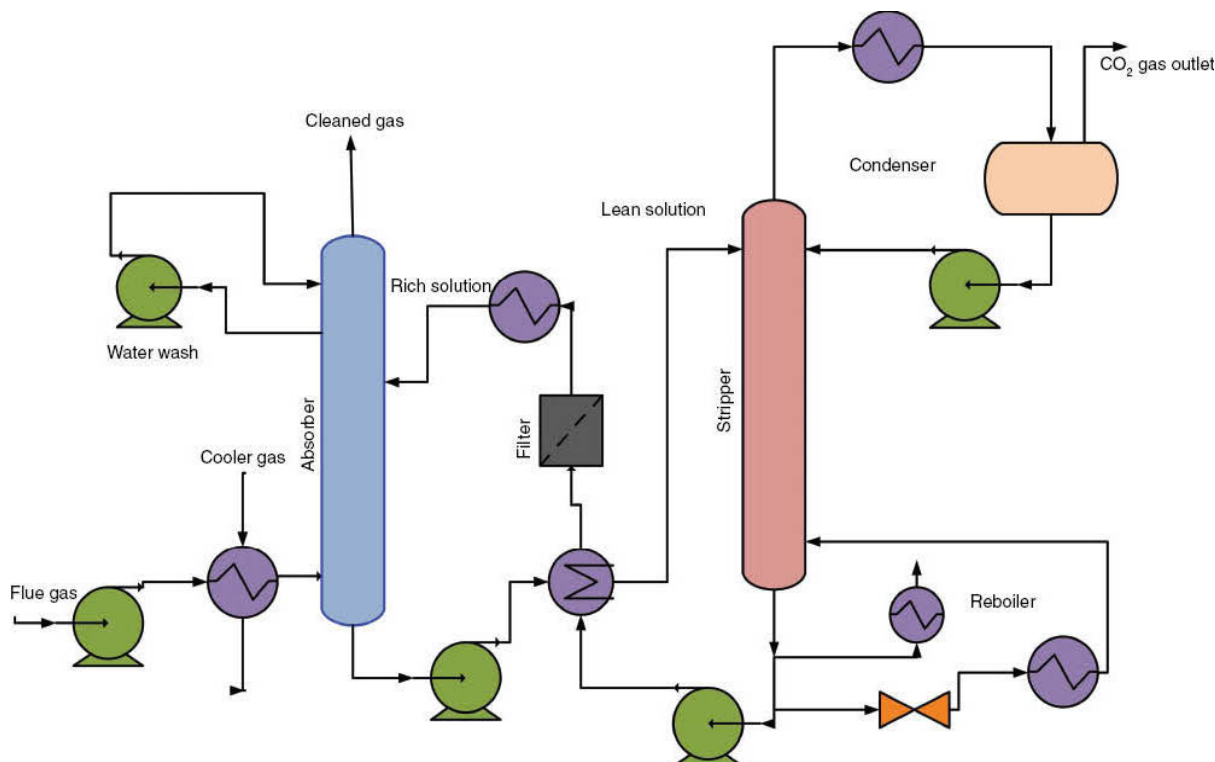 CO₂ gas outlet
Cleaned gas
Condenser
Lean solution
Rich solution
Water wash
Absorber
Stripper
Filter
Cooler gas
Flue gas
Reboiler